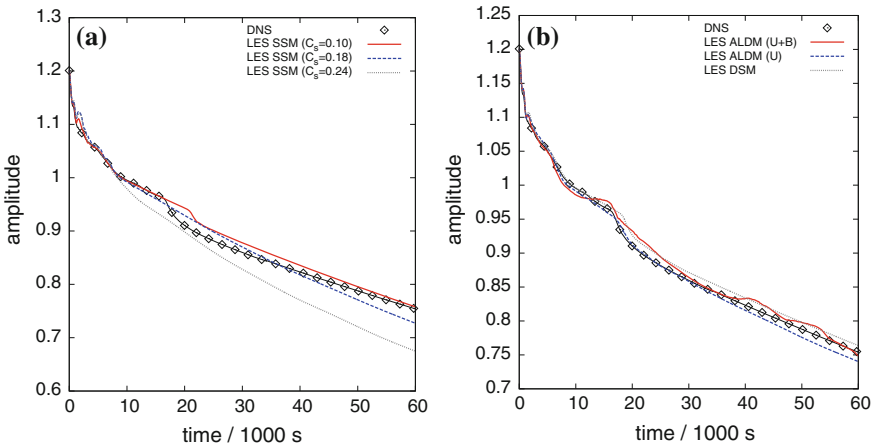 (a)
DNS
LES SSM (Cs=0.10)
LES SSM (Cs=0.18)
LES SSM (Cs=0.24)
1.3
1.2
1.1
1
0.9
0.8
0.7
0.6
amplitude
0 10 20 30 40 50 60
time / 1000 s
(b)
DNS
LES ALDM (U+B)
LES ALDM (U)
LES DSM
1.25
1.2
1.15
1.1
1.05
1
0.95
0.9
0.85
0.8
0.75
0.7
amplitude
0 10 20 30 40 50 60
time / 1000 s